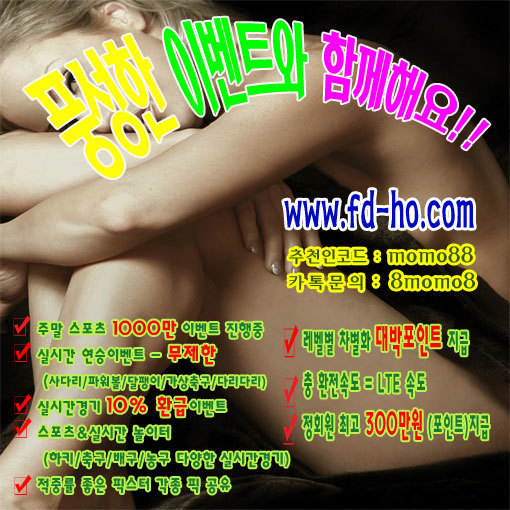 풍성한 이벤트와 함께해요!!
www.fd-ho.com
추천인코드 : momo88
카톡문의 : 8momo8
주말 스포츠 1000만 이벤트 진행중
실시간 연승이벤트 - 무제한
(사다리/파워볼/달팽이/가상축구/다리다리)
실시간경기 10% 환금이벤트
스포츠&실시간 놀이터
(하키/축구/배구/농구 다양한 실시간경기)
적중률 좋은 픽스터 각종 픽 공유
레벨별 차별화 대박포인트 지급
충 환전속도 = LTE 속도
정회원 최고 300만원 (포인트)지급